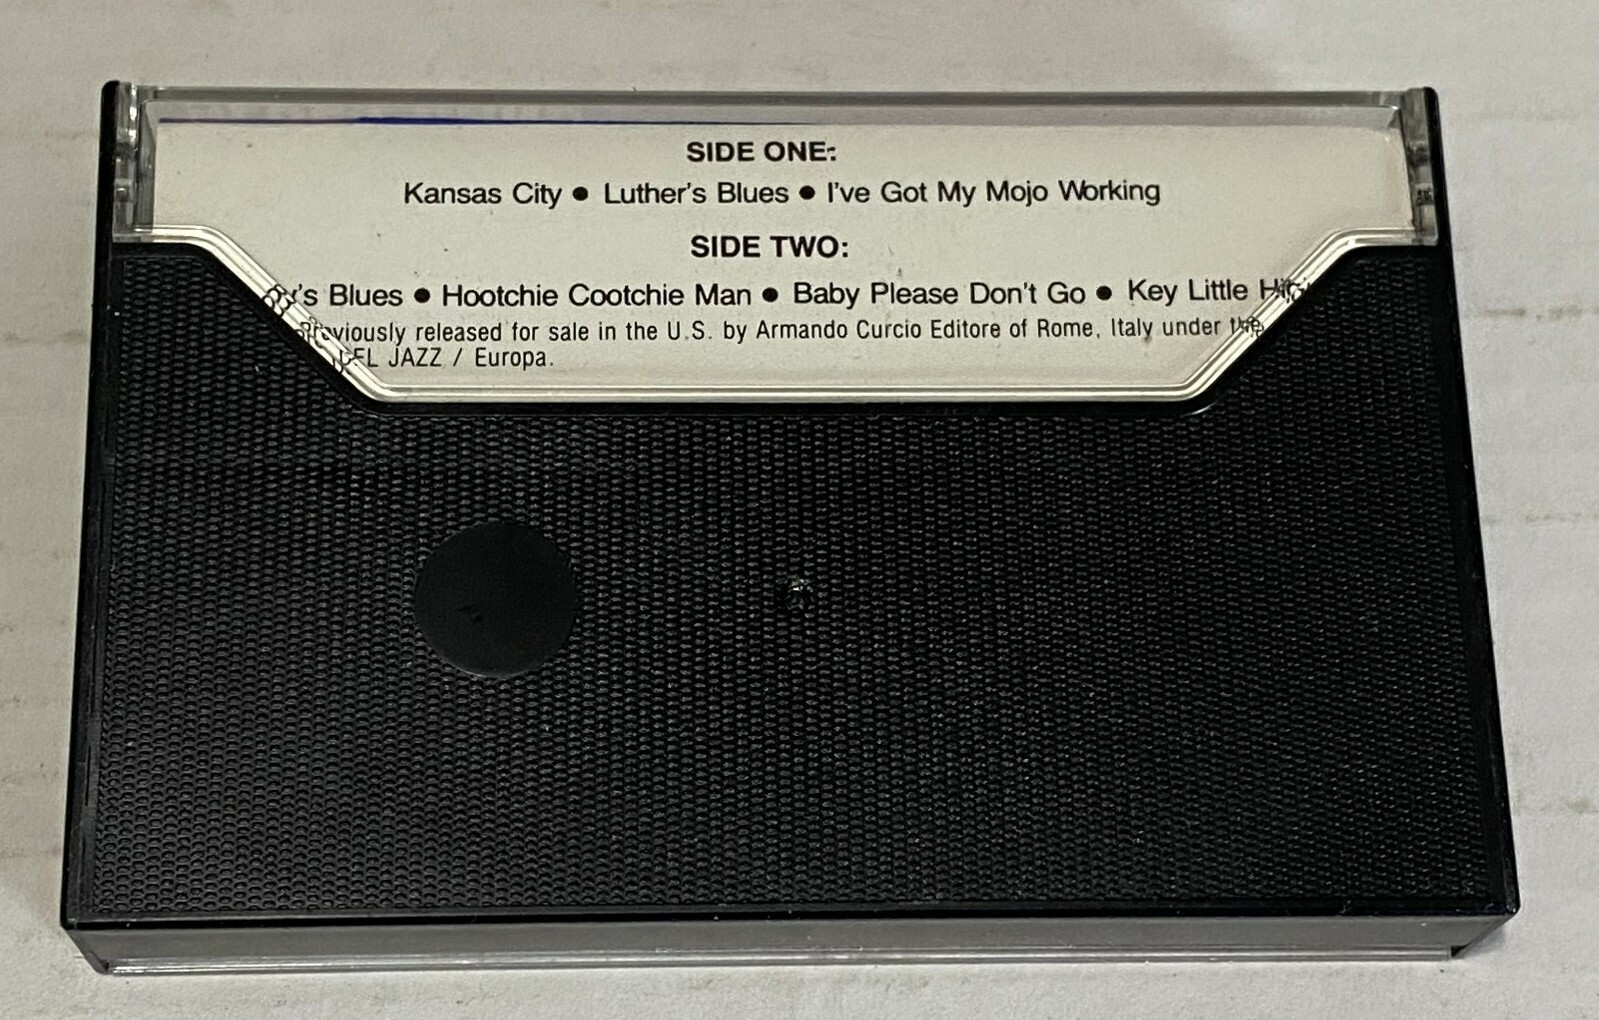 SIDE ONE:
Kansas City • Luther's Blues • I've Got My Mojo Working
SIDE TWO:
's Blues • Hootchie Cootchie Man • Baby Please Don't Go • Key Little
Previously released for sale in the U.S. by Armando Curcio Editore of Rome, Italy under the
JAZZ / Europa.